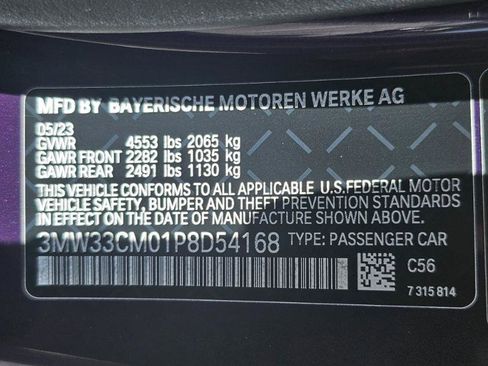 MFD BY BAYERISCHE MOTOREN WERKE AG
05/23
GVWR 4553 lbs 2065 kg
GAWR FRONT 2282 lbs 1035 kg
GAWR REAR 2491 lbs 1130 kg
THIS VEHICLE CONFORMS TO ALL APPLICABLE U.S.FEDERAL MOTOR
VEHICLE SAFETY, BUMPER AND THEFT PREVENTION STANDARDS
IN EFFECT ON THE DATE OF MANUFACTURE SHOWN ABOVE.
3MW33CM01P8D54168 TYPE: PASSENGER CAR
C56
7 315 814